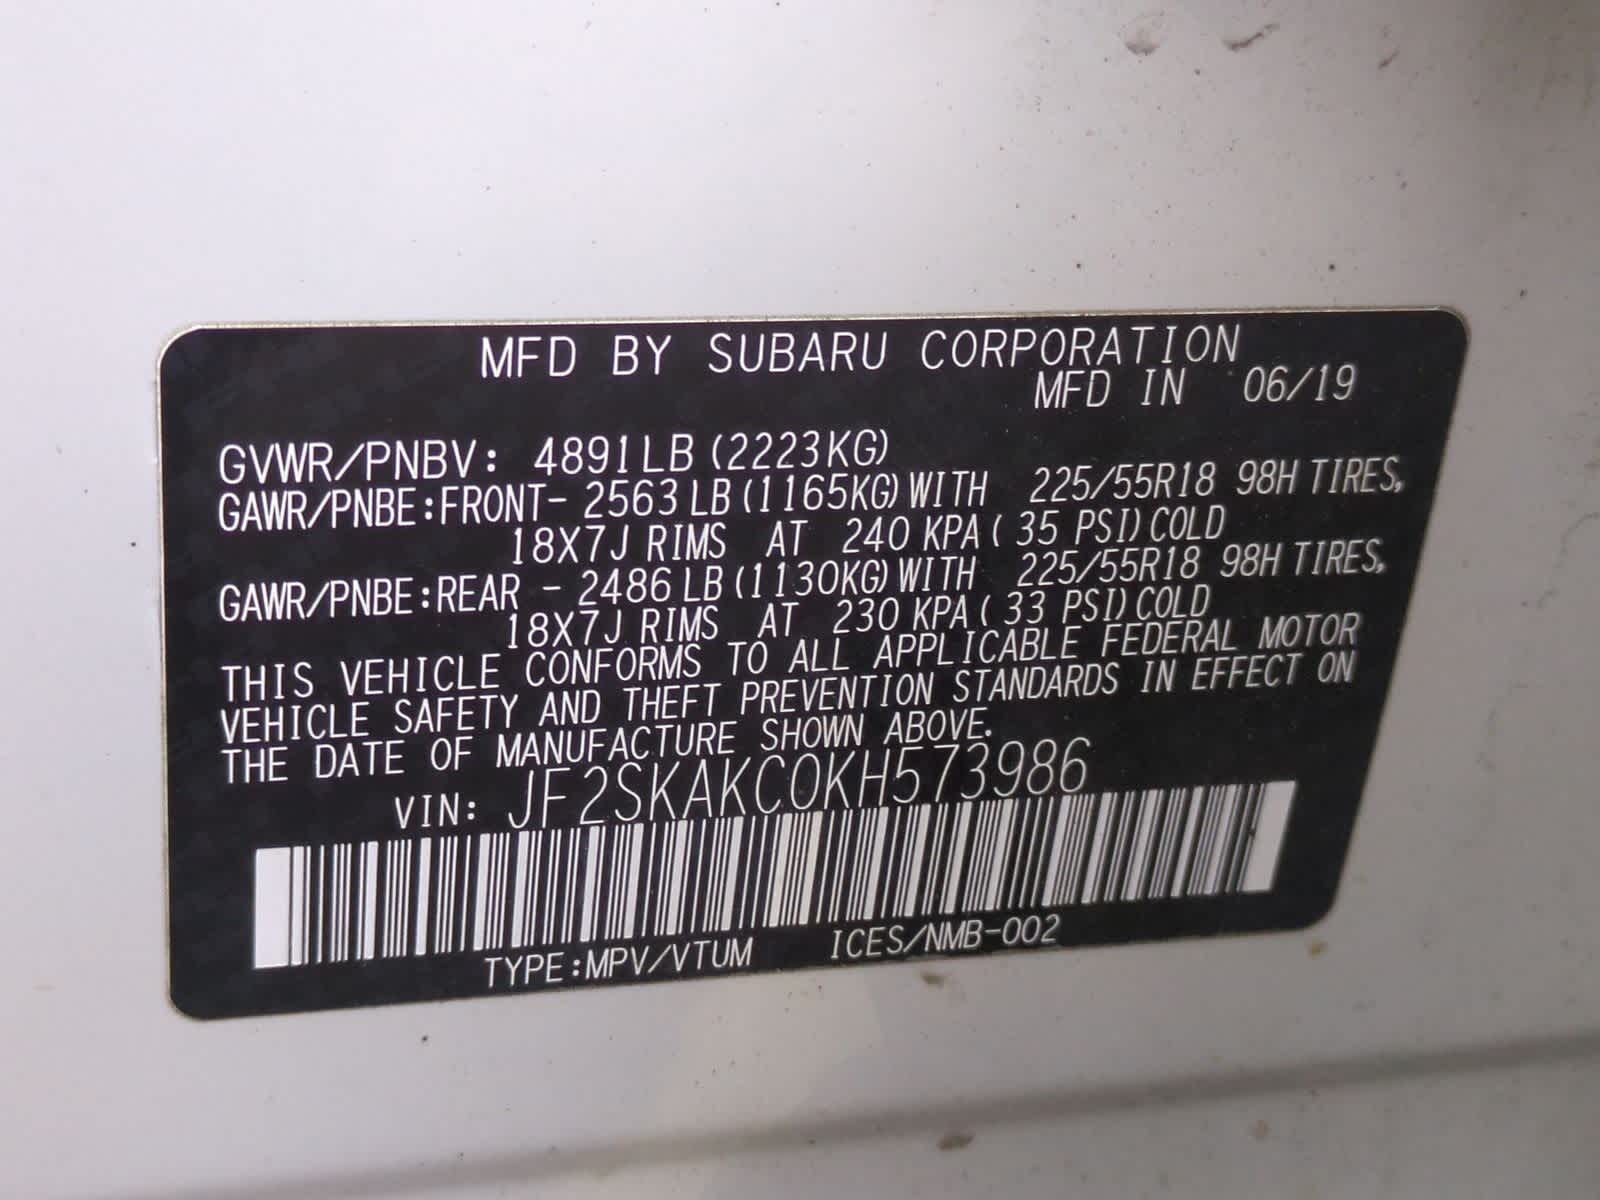 MFD BY SUBARU CORPORATION
MFD IN 06/19
GVWR/PNBV: 4891LB (2223KG)
GAWR/PNBE:FRONT- 2563 LB (1165KG) WITH 225/55R18 98H TIRES,
18X7J RIMS AT 240 KPA ( 35 PSI) COLD
GAWR/PNBE:REAR - 2486 LB (1130KG) WITH 225/55R18 98H TIRES,
18X7J RIMS AT 230 KPA ( 33 PSI) COLD
THIS VEHICLE CONFORMS TO ALL APPLICABLE FEDERAL MOTOR
VEHICLE SAFETY AND THEFT PREVENTION STANDARDS IN EFFECT ON
THE DATE OF MANUFACTURE SHOWN ABOVE.
VIN: JF2SKAKC0KH573986
TYPE:MPV/VTUM ICES/NMB-002